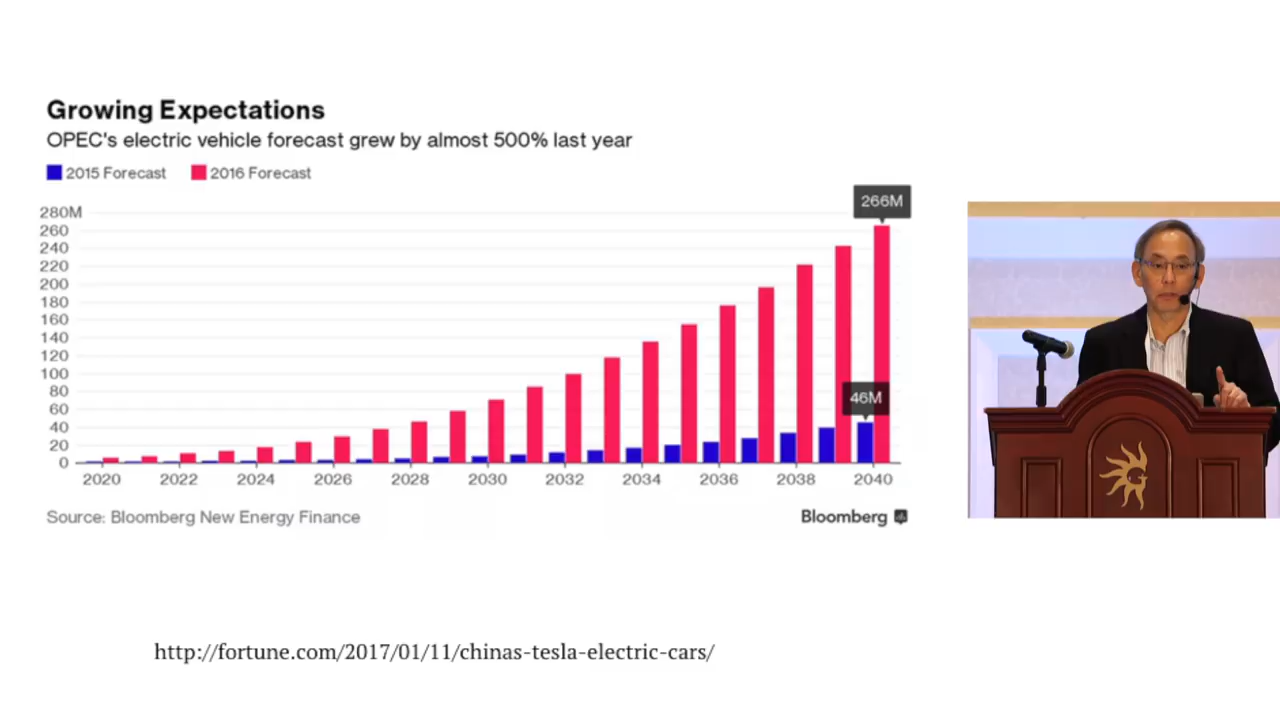 Growing Expectations
OPEC's electric vehicle forecast grew by almost 500% last year
2015 Forecast 2016 Forecast
266M
280M
260
240
220
200
180
160
140
120
100
80
60
40
20
0
46M
2020 2022 2024 2026 2028 2030 2032 2034 2036 2038 2040
Source: Bloomberg New Energy Finance
Bloomberg
http://fortune.com/2017/01/11/chinas-tesla-electric-cars/